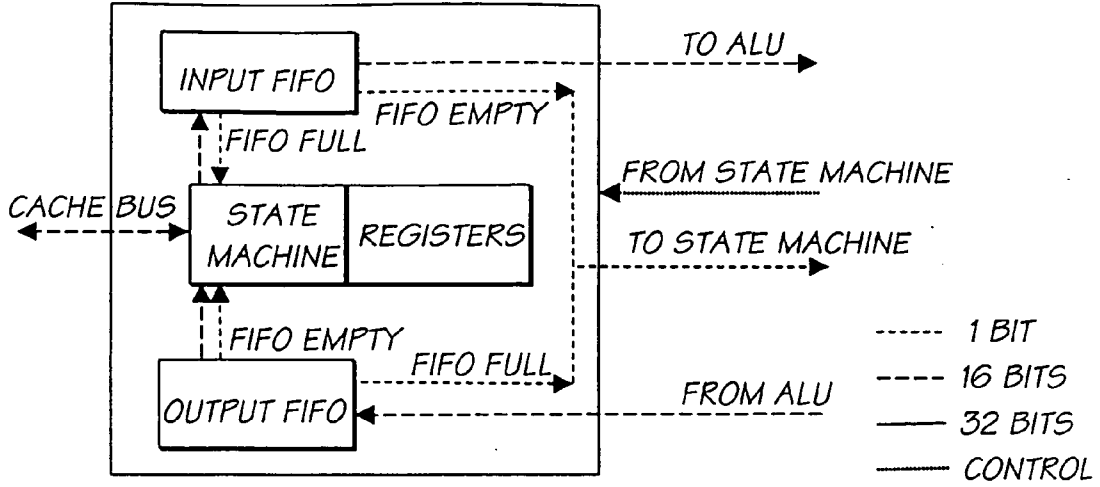 TO ALU
INPUT FIFO
FIFO EMPTY
FIFO FULL
FROM STATE MACHINE
CACHE BUS
STATE
MACHINE
REGISTERS
TO STATE MACHINE
FIFO EMPTY
1 BIT
FIFO FULL
16 BITS
FROM ALU
OUTPUT FIFO
32 BITS
CONTROL